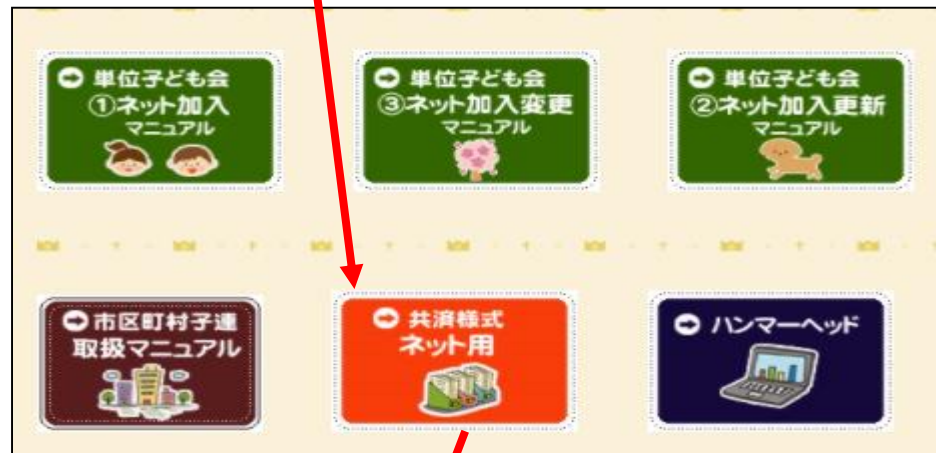 単位子ども会
①ネット加入
マニュアル
単位子ども会
③ネット加入変更
マニュアル
単位子ども会
②ネット加入更新
マニュアル
市区町村子連
取扱マニュアル
共済様式
ネット用
ハンマーヘッド